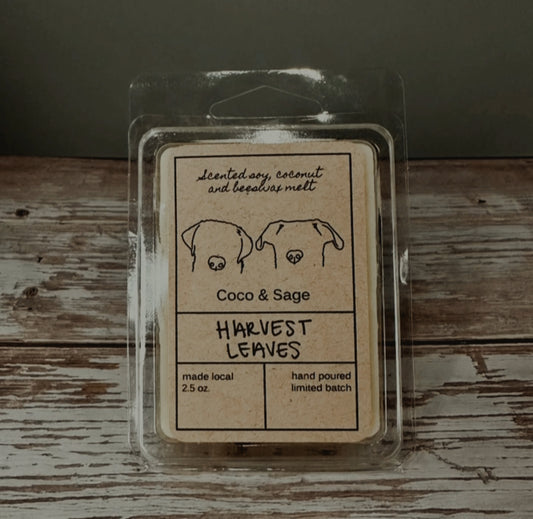 Scented soy, coconut
and beeswax melt
Coco & Sage
HARVEST
LEAVES
made local
2.5 oz.
hand poured
limited batch